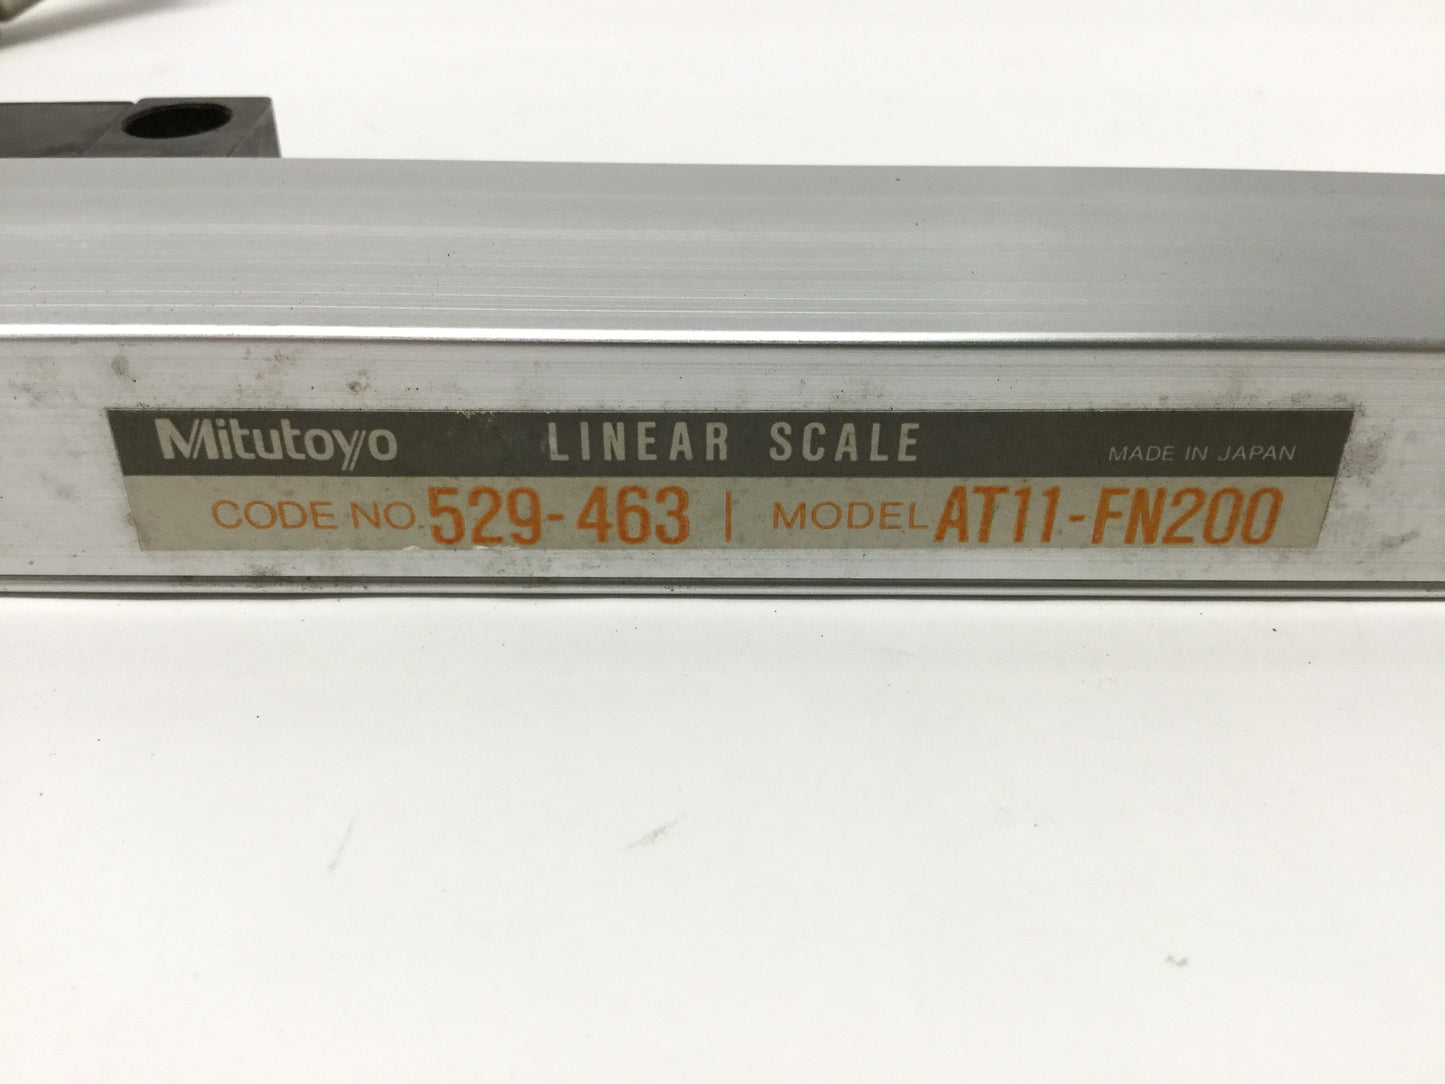 Mitutoyo LINEAR SCALE MADE IN JAPAN
CODE NO. 529-463 | MODEL AT11-FN200